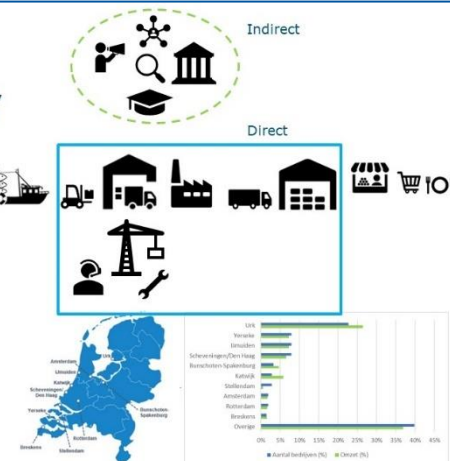 Indirect
Direct
Urk
Amsterdam
IJmuiden
Katwijk
Scheveningen/
Den Haag
Yerseke
Bunschoten-
Spakenburg
Rotterdam
Breskens
Stellendam
Urk
Yerseke
IJmuiden
Scheveningen/Den Haag
Bunschoten-Spakenburg
Katwijk
Stellendam
Amsterdam
Rotterdam
Breskens
Overige
0% 5% 10% 15% 20% 25% 30% 35% 40% 45%
Aantal bedrijven (%) Omzet (%)